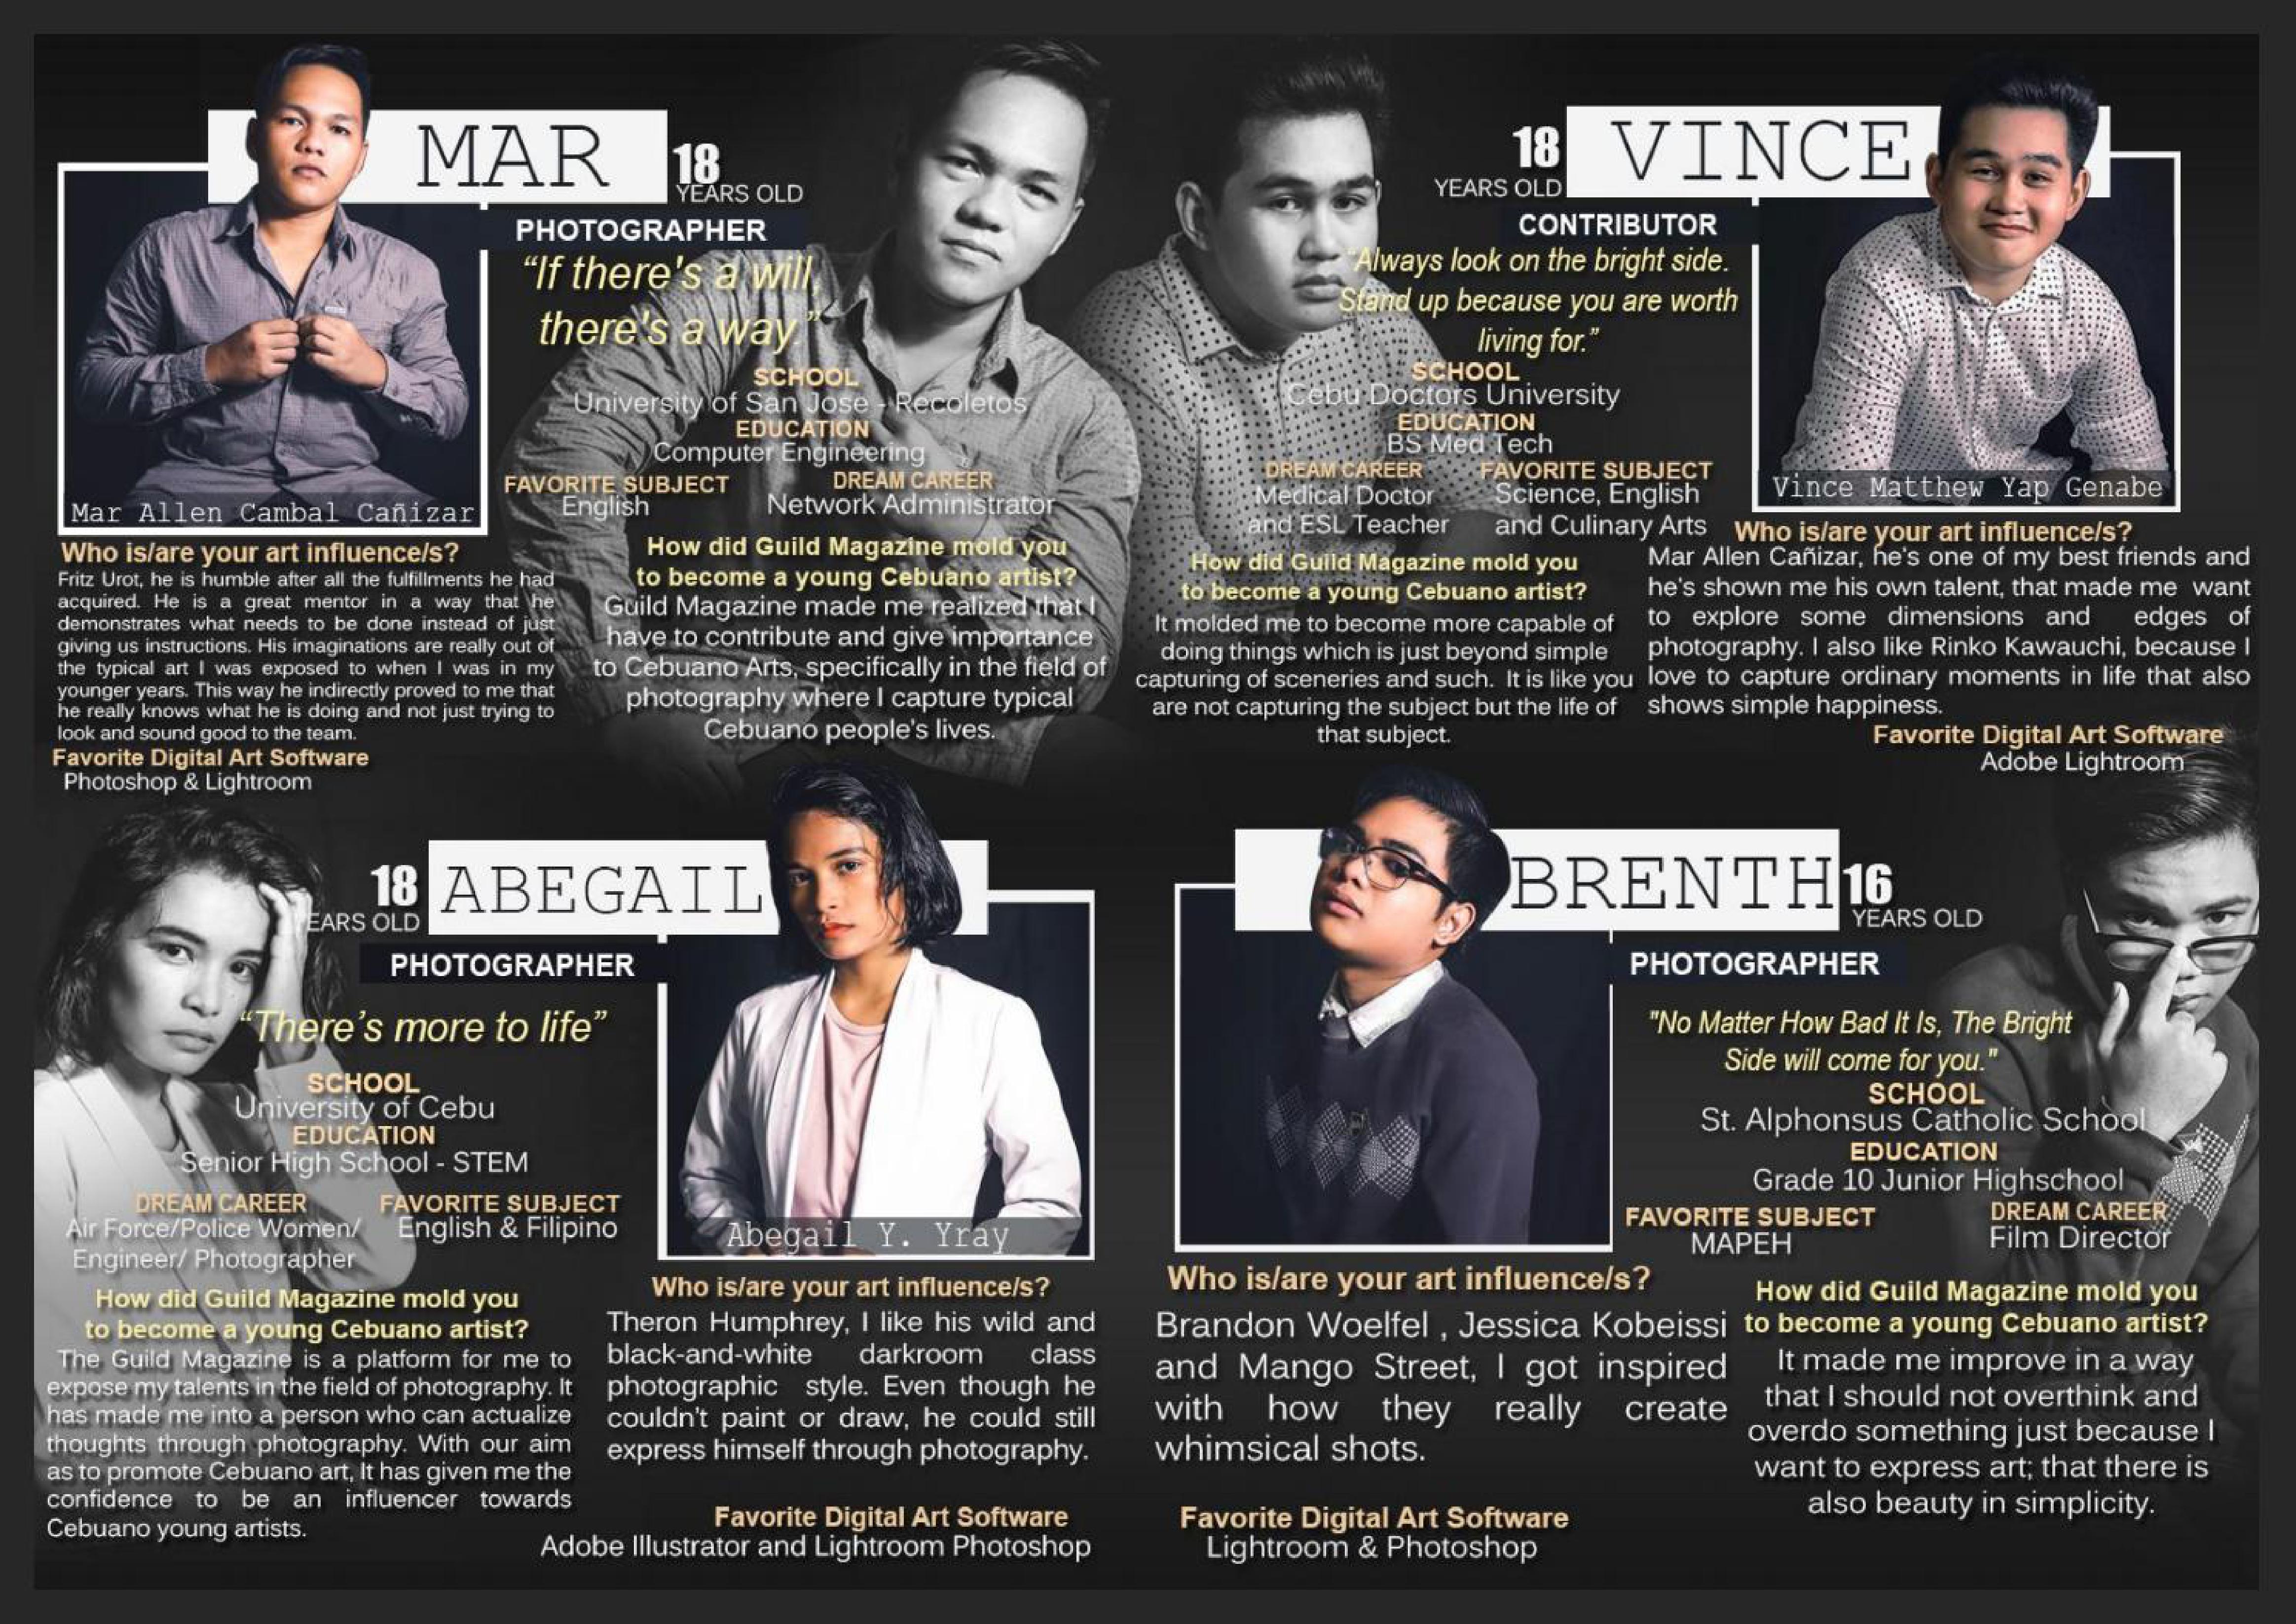 MAR
18
YEARS OLD
PHOTOGRAPHER
“If there's a will,
there's a way.”
SCHOOL
University of San Jose - Recoletos
EDUCATION
Computer Engineering
FAVORITE SUBJECT
English
DREAM CAREER
Network Administrator
Mar Allen Cambal Cañizar
Who is/are your art influence/s?
Fritz Urot, he is humble after all the fulfillments he had
acquired. He is a great mentor in a way that he
demonstrates what needs to be done instead of just
giving us instructions. His imaginations are really out of
the typical art I was exposed to when I was in my
younger years. This way he indirectly proved to me that
he really knows what he is doing and not just trying to
look and sound good to the team.
Favorite Digital Art Software
Photoshop & Lightroom
How did Guild Magazine mold you
to become a young Cebuano artist?
Guild Magazine made me realized that I
have to contribute and give importance
to Cebuano Arts, specifically in the field of
photography where I capture typical
Cebuano people's lives.
18
YEARS OLD
VINCE
CONTRIBUTOR
“Always look on the bright side.
Stand up because you are worth
living for.”
SCHOOL
Cebu Doctors University
EDUCATION
BS Med Tech
DREAM CAREER
Medical Doctor
and ESL Teacher
FAVORITE SUBJECT
Science, English
and Culinary Arts
Vince Matthew Yap Genabe
How did Guild Magazine mold you
to become a young Cebuano artist?
It molded me to become more capable of
doing things which is just beyond simple
capturing of sceneries and such. It is like you
are not capturing the subject but the life of
that subject.
Who is/are your art influence/s?
Mar Allen Cañizar, he's one of my best friends and
he's shown me his own talent, that made me want
to explore some dimensions and edges of
photography. I also like Rinko Kawauchi, because I
love to capture ordinary moments in life that also
shows simple happiness.
Favorite Digital Art Software
Adobe Lightroom
18
YEARS OLD
ABEGAIL
PHOTOGRAPHER
“There's more to life”
SCHOOL
University of Cebu
EDUCATION
Senior High School - STEM
DREAM CAREER
Air Force/Police Women/
Engineer/ Photographer
FAVORITE SUBJECT
English & Filipino
Abegail Y. Yray
How did Guild Magazine mold you
to become a young Cebuano artist?
The Guild Magazine is a platform for me to
expose my talents in the field of photography. It
has made me into a person who can actualize
thoughts through photography. With our aim
as to promote Cebuano art, It has given me the
confidence to be an influencer towards
Cebuano young artists.
Who is/are your art influence/s?
Theron Humphrey, I like his wild and
black-and-white darkroom class
photographic style. Even though he
couldn't paint or draw, he could still
express himself through photography.
Favorite Digital Art Software
Adobe Illustrator and Lightroom Photoshop
BRENTH
16
YEARS OLD
PHOTOGRAPHER
"No Matter How Bad It Is, The Bright
Side will come for you."
SCHOOL
St. Alphonsus Catholic School
EDUCATION
Grade 10 Junior Highschool
FAVORITE SUBJECT
MAPEH
DREAM CAREER
Film Director
Who is/are your art influence/s?
Brandon Woelfel , Jessica Kobeissi
and Mango Street, I got inspired
with how they really create
whimsical shots.
Favorite Digital Art Software
Lightroom & Photoshop
How did Guild Magazine mold you
to become a young Cebuano artist?
It made me improve in a way
that I should not overthink and
overdo something just because I
want to express art; that there is
also beauty in simplicity.